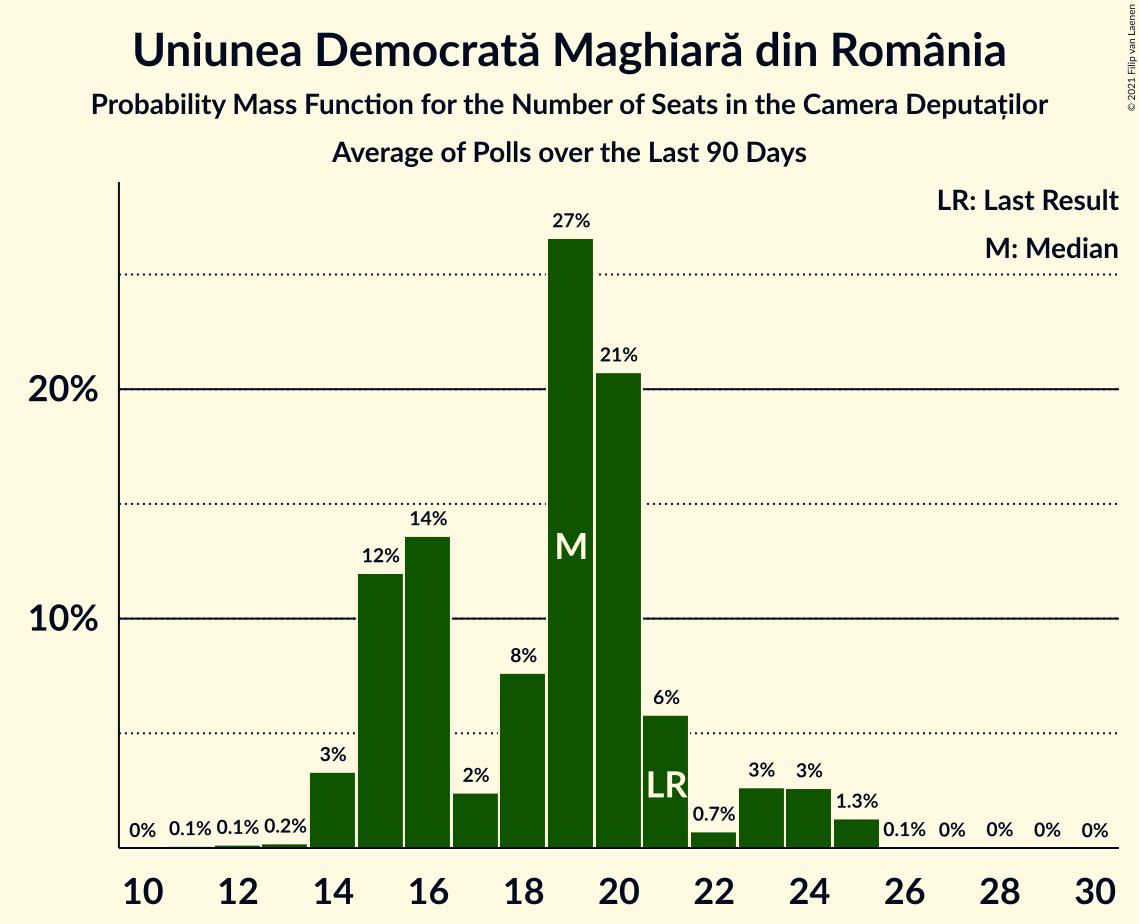 Uniunea Democrată Maghiară din România
Probability Mass Function for the Number of Seats in the Camera Deputaților
Average of Polls over the Last 90 Days
© 2021 Filip van Laenen
LR: Last Result
M: Median
27%
21%
20%
14%
M
12%
10%
8%
6%
3%
LR
2%
3%
3%
1.3%
0.7%
0%
0.1%
0.1%
0.2%
0.1%
0%
0%
0%
0%
10 12 14 16 18 20 22 24 26 28 30